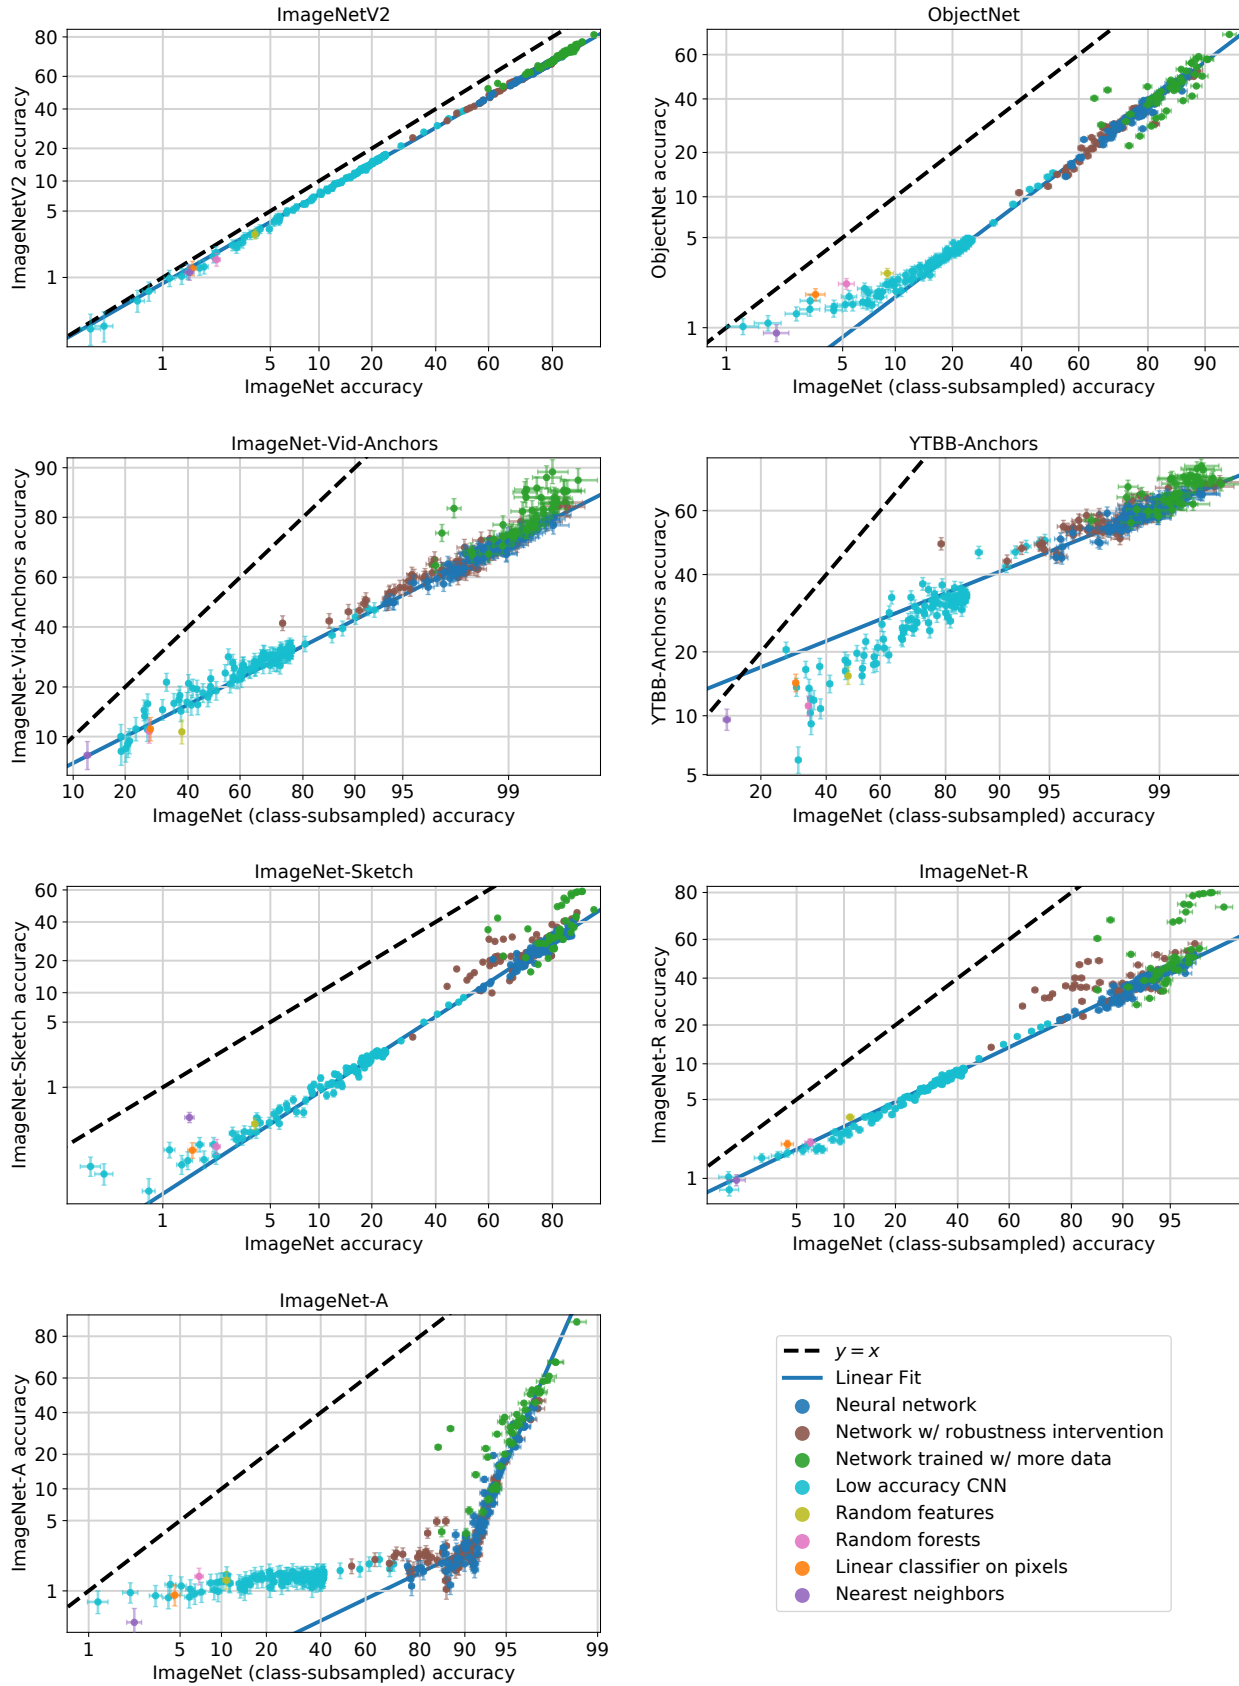 ImageNetV2
80
60
40
20
10
5
1
ImageNetV2 accuracy
1 5 10 20 40 60 80
ImageNet accuracy
ObjectNet
60
40
20
10
5
1
ObjectNet accuracy
1 5 10 20 40 60 80 90
ImageNet (class-subsampled) accuracy
ImageNet-Vid-Anchors
90
80
60
40
20
10
ImageNet-Vid-Anchors accuracy
10 20 40 60 80 90 95 99
ImageNet (class-subsampled) accuracy
YTBB-Anchors
60
40
20
10
5
YTBB-Anchors accuracy
20 40 60 80 90 95 99
ImageNet (class-subsampled) accuracy
ImageNet-Sketch
60
40
20
10
5
1
ImageNet-Sketch accuracy
1 5 10 20 40 60 80
ImageNet accuracy
ImageNet-R
80
60
40
20
10
5
1
ImageNet-R accuracy
5 10 20 40 60 80 90 95
ImageNet (class-subsampled) accuracy
ImageNet-A
80
60
40
20
10
5
1
ImageNet-A accuracy
1 5 10 20 40 60 80 90 95 99
ImageNet (class-subsampled) accuracy
y = x
Linear Fit
Neural network
Network w/ robustness intervention
Network trained w/ more data
Low accuracy CNN
Random features
Random forests
Linear classifier on pixels
Nearest neighbors